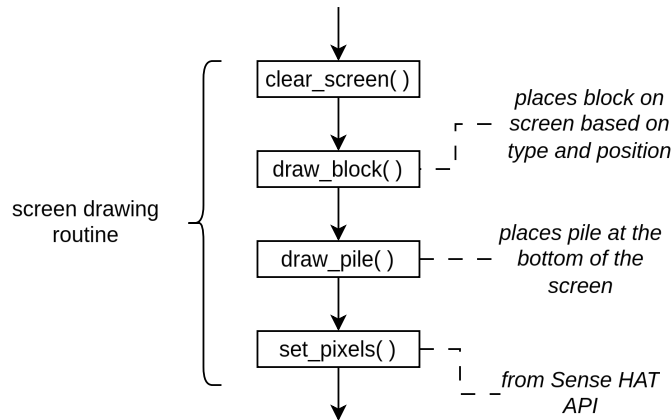 clear_screen( )
places block on
screen based on
type and position
draw_block( )
screen drawing
routine
draw_pile( )
places pile at the
bottom of the
screen
set_pixels( )
from Sense HAT
API